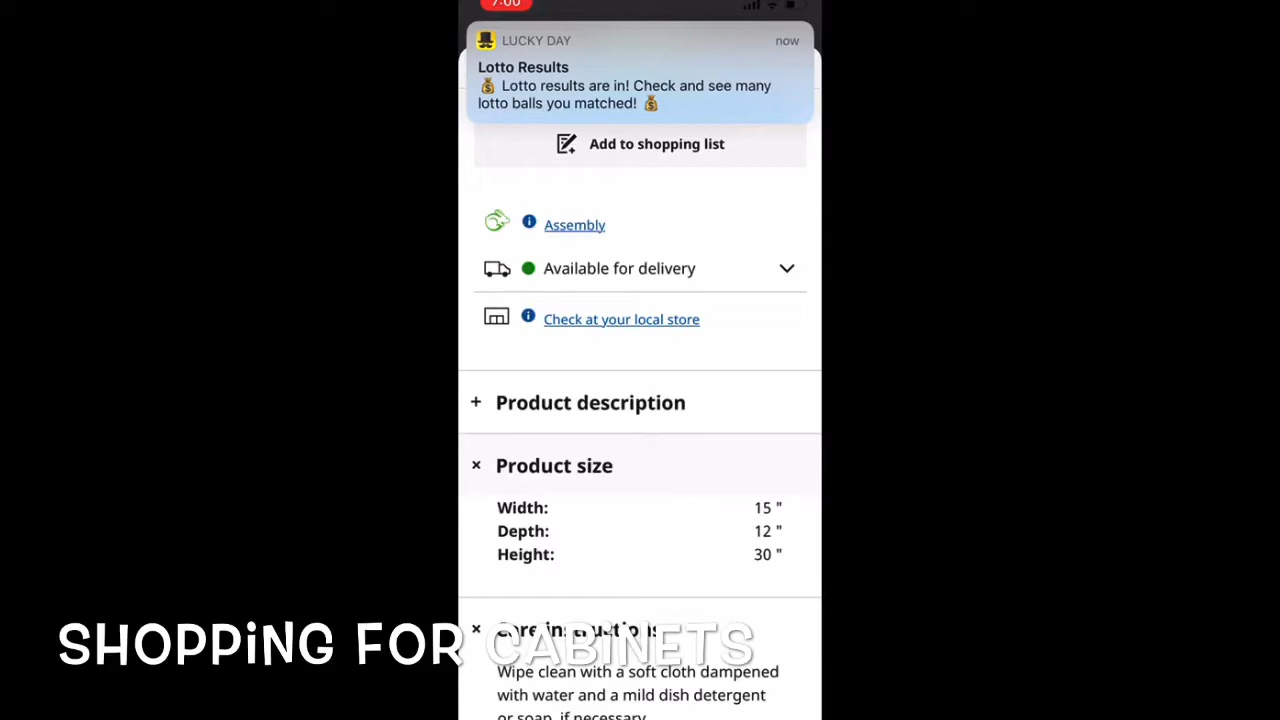 7:00
LUCKY DAY now
Lotto Results
💰 Lotto results are in! Check and see many
lotto balls you matched! 💰
Add to shopping list
Assembly
Available for delivery
Check at your local store
+ Product description
× Product size
Width: 15 "
Depth: 12 "
Height: 30 "
× Care instructions
SHOPPING FOR CABINETS
Wipe clean with a soft cloth dampened
with water and a mild dish detergent
or soap, if necessary.